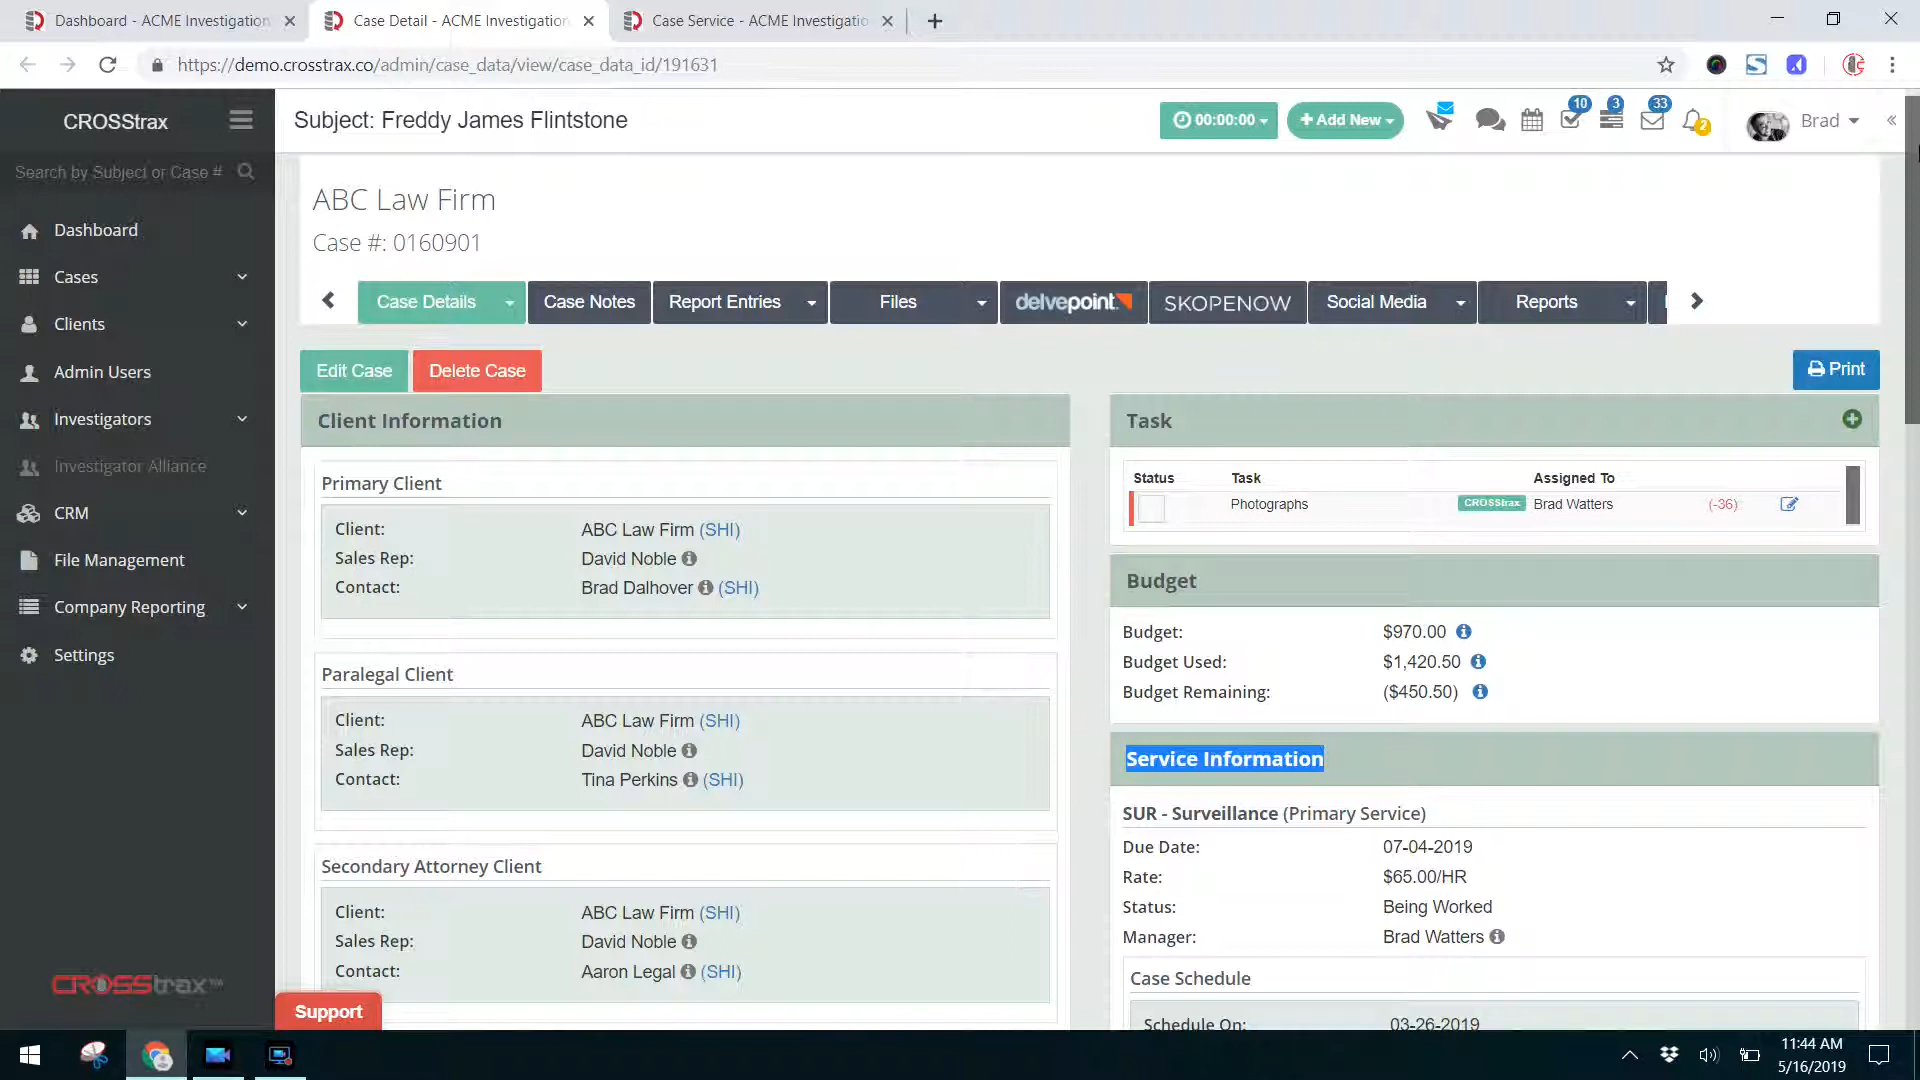 Dashboard - ACME Investigation
Case Detail - ACME Investigation
Case Service - ACME Investigatio
https://demo.crosstrax.co/admin/case_data/view/case_data_id/191631
CROSStrax
Subject: Freddy James Flintstone
00:00:00
Add New
10
3
33
2
Brad
Search by Subject or Case #
Dashboard
Cases
Clients
Admin Users
Investigators
Investigator Alliance
CRM
File Management
Company Reporting
Settings
CROSStrax™
Support
ABC Law Firm
Case #: 0160901
Case Details
Case Notes
Report Entries
Files
delvepoint.
SKOPENOW
Social Media
Reports
Edit Case
Delete Case
Print
Client Information
Primary Client
Client: ABC Law Firm (SHI)
Sales Rep: David Noble
Contact: Brad Dalhover (SHI)
Paralegal Client
Client: ABC Law Firm (SHI)
Sales Rep: David Noble
Contact: Tina Perkins (SHI)
Secondary Attorney Client
Client: ABC Law Firm (SHI)
Sales Rep: David Noble
Contact: Aaron Legal (SHI)
Task
Status Task Assigned To
Photographs CROSStrax Brad Watters (-36)
Budget
Budget: $970.00
Budget Used: $1,420.50
Budget Remaining: ($450.50)
Service Information
SUR - Surveillance (Primary Service)
Due Date: 07-04-2019
Rate: $65.00/HR
Status: Being Worked
Manager: Brad Watters
Case Schedule
Schedule On: 03-26-2019
11:44 AM
5/16/2019